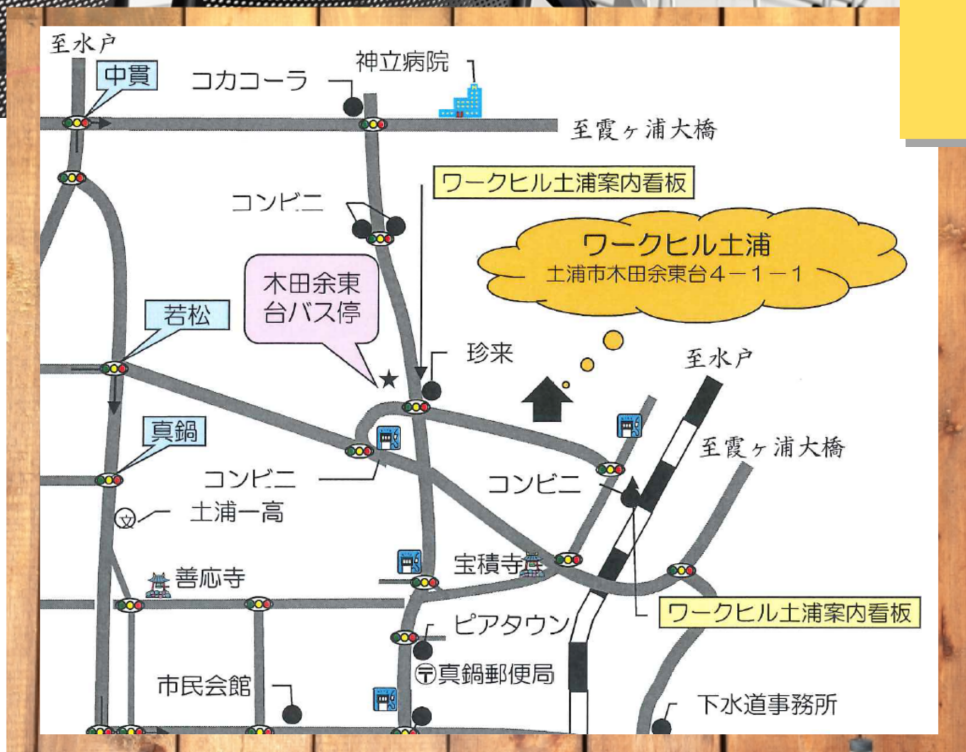 至水戸
中貫
コカコーラ
神立病院
至霞ヶ浦大橋
コンビニ
ワークヒル土浦案内看板
ワークヒル土浦
土浦市木田余東台4-1-1
木田余東
台バス停
若松
珍来
至水戸
真鍋
至霞ヶ浦大橋
コンビニ
コンビニ
土浦一高
文
善応寺
宝積寺
ワークヒル土浦案内看板
ピアタウン
〒真鍋郵便局
市民会館
下水道事務所